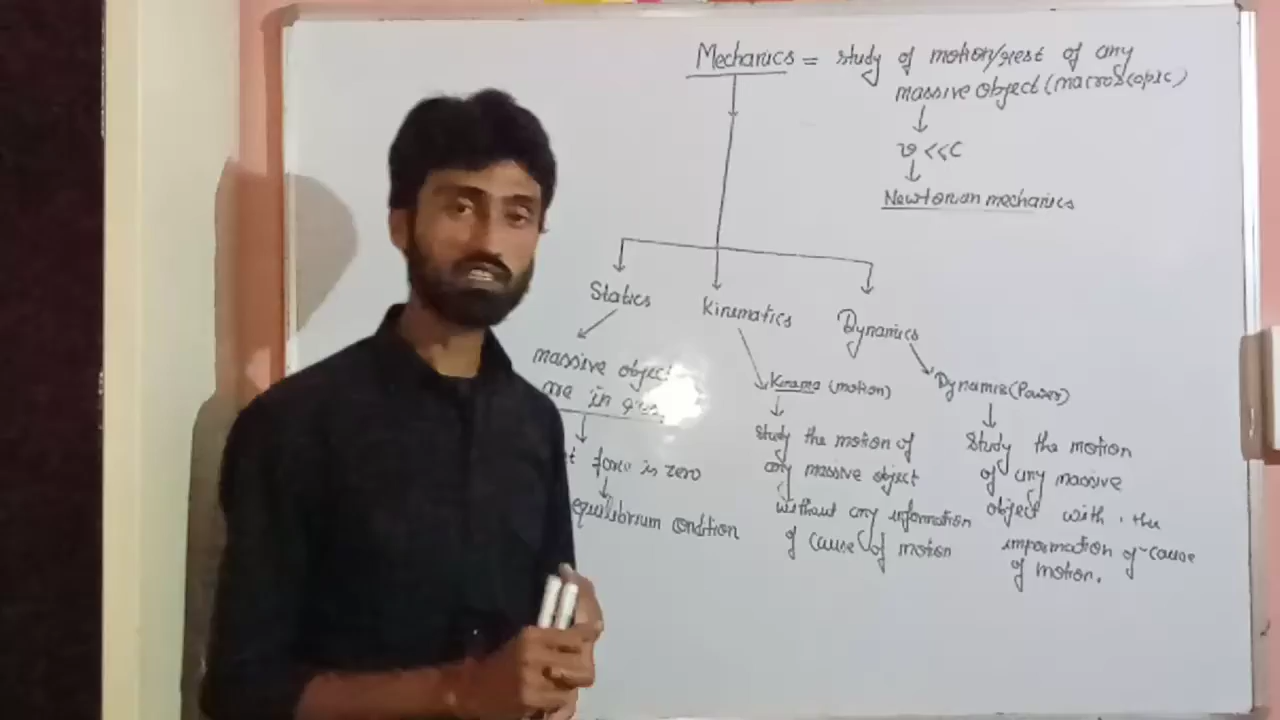 Mechanics = study of motion/rest of any
massive object (macroscopic)
v <<C
Newtonian mechanics
Statics
Kinematics
Dynamics
massive object
are in
force is zero
equilibrium condition
Kinema (motion)
study the motion of
any massive object
without any information
of cause of motion
Dynamis (Power)
study the motion
of any massive
object with the
information of cause
of motion.